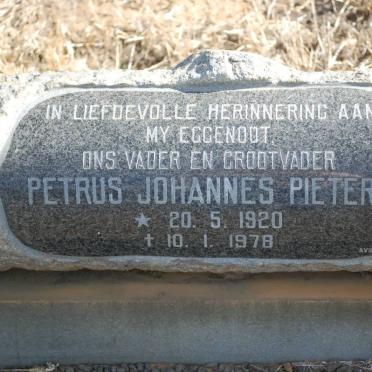 IN LIEFDEVOLLE HERINNERING AAN
MY EGGENOOT
ONS VADER EN GROOTVADER
PETRUS JOHANNES PIETER
★ 20. 5. 1920
† 10. 1. 1978